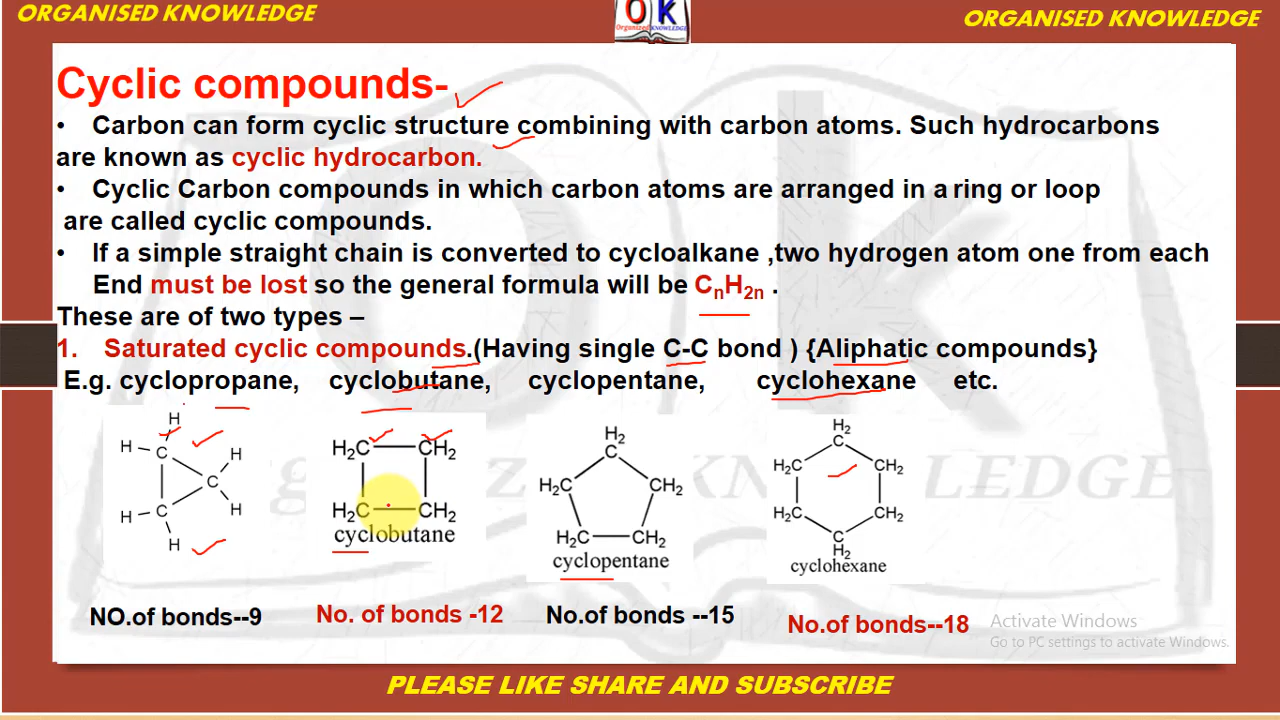 ORGANISED KNOWLEDGE
O K
Organized Knowledge
ORGANISED KNOWLEDGE
Cyclic compounds-
• Carbon can form cyclic structure combining with carbon atoms. Such hydrocarbons
are known as cyclic hydrocarbon.
• Cyclic Carbon compounds in which carbon atoms are arranged in a ring or loop
are called cyclic compounds.
• If a simple straight chain is converted to cycloalkane ,two hydrogen atom one from each
End must be lost so the general formula will be CnH2n .
These are of two types –
1. Saturated cyclic compounds.(Having single C-C bond ) {Aliphatic compounds}
E.g. cyclopropane, cyclobutane, cyclopentane, cyclohexane etc.
H
H C H
C
H C H
H
H2C CH2
H2C CH2
cyclobutane
H2
C
H2C CH2
H2C CH2
cyclopentane
H2
C
H2C CH2
H2C CH2
C
H2
cyclohexane
NO.of bonds--9
No. of bonds -12
No.of bonds --15
No.of bonds--18
Activate Windows
Go to PC settings to activate Windows.
PLEASE LIKE SHARE AND SUBSCRIBE